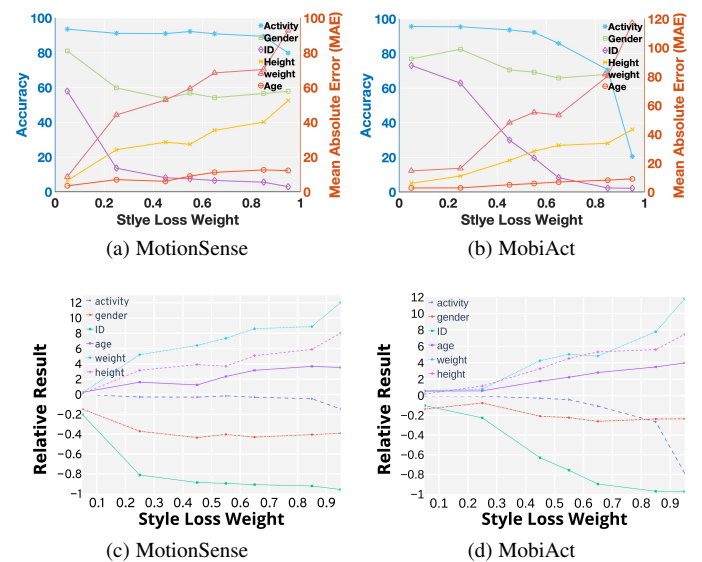 100
80
60
40
20
0
Accuracy
Activity
Gender
ID
Height
weight
Age
100
80
60
40
20
0
Mean Absolute Error (MAE)
0 0.2 0.4 0.6 0.8 1
Stlye Loss Weight
(a) MotionSense
100
80
60
40
20
0
Accuracy
Activity
Gender
ID
Height
weight
Age
120
100
80
60
40
20
0
Mean Absolute Error (MAE)
0 0.2 0.4 0.6 0.8 1
Stlye Loss Weight
(b) MobiAct
12
10
8
6
4
2
0
−0.2
−0.4
−0.6
−0.8
−1
Relative Result
activity
gender
ID
age
weight
height
0.1 0.2 0.3 0.4 0.5 0.6 0.7 0.8 0.9
Style Loss Weight
(c) MotionSense
12
10
8
6
4
2
0
−0.2
−0.4
−0.6
−0.8
−1
Relative Result
activity
gender
ID
age
weight
height
0.1 0.2 0.3 0.4 0.5 0.6 0.7 0.8 0.9
Style Loss Weight
(d) MobiAct